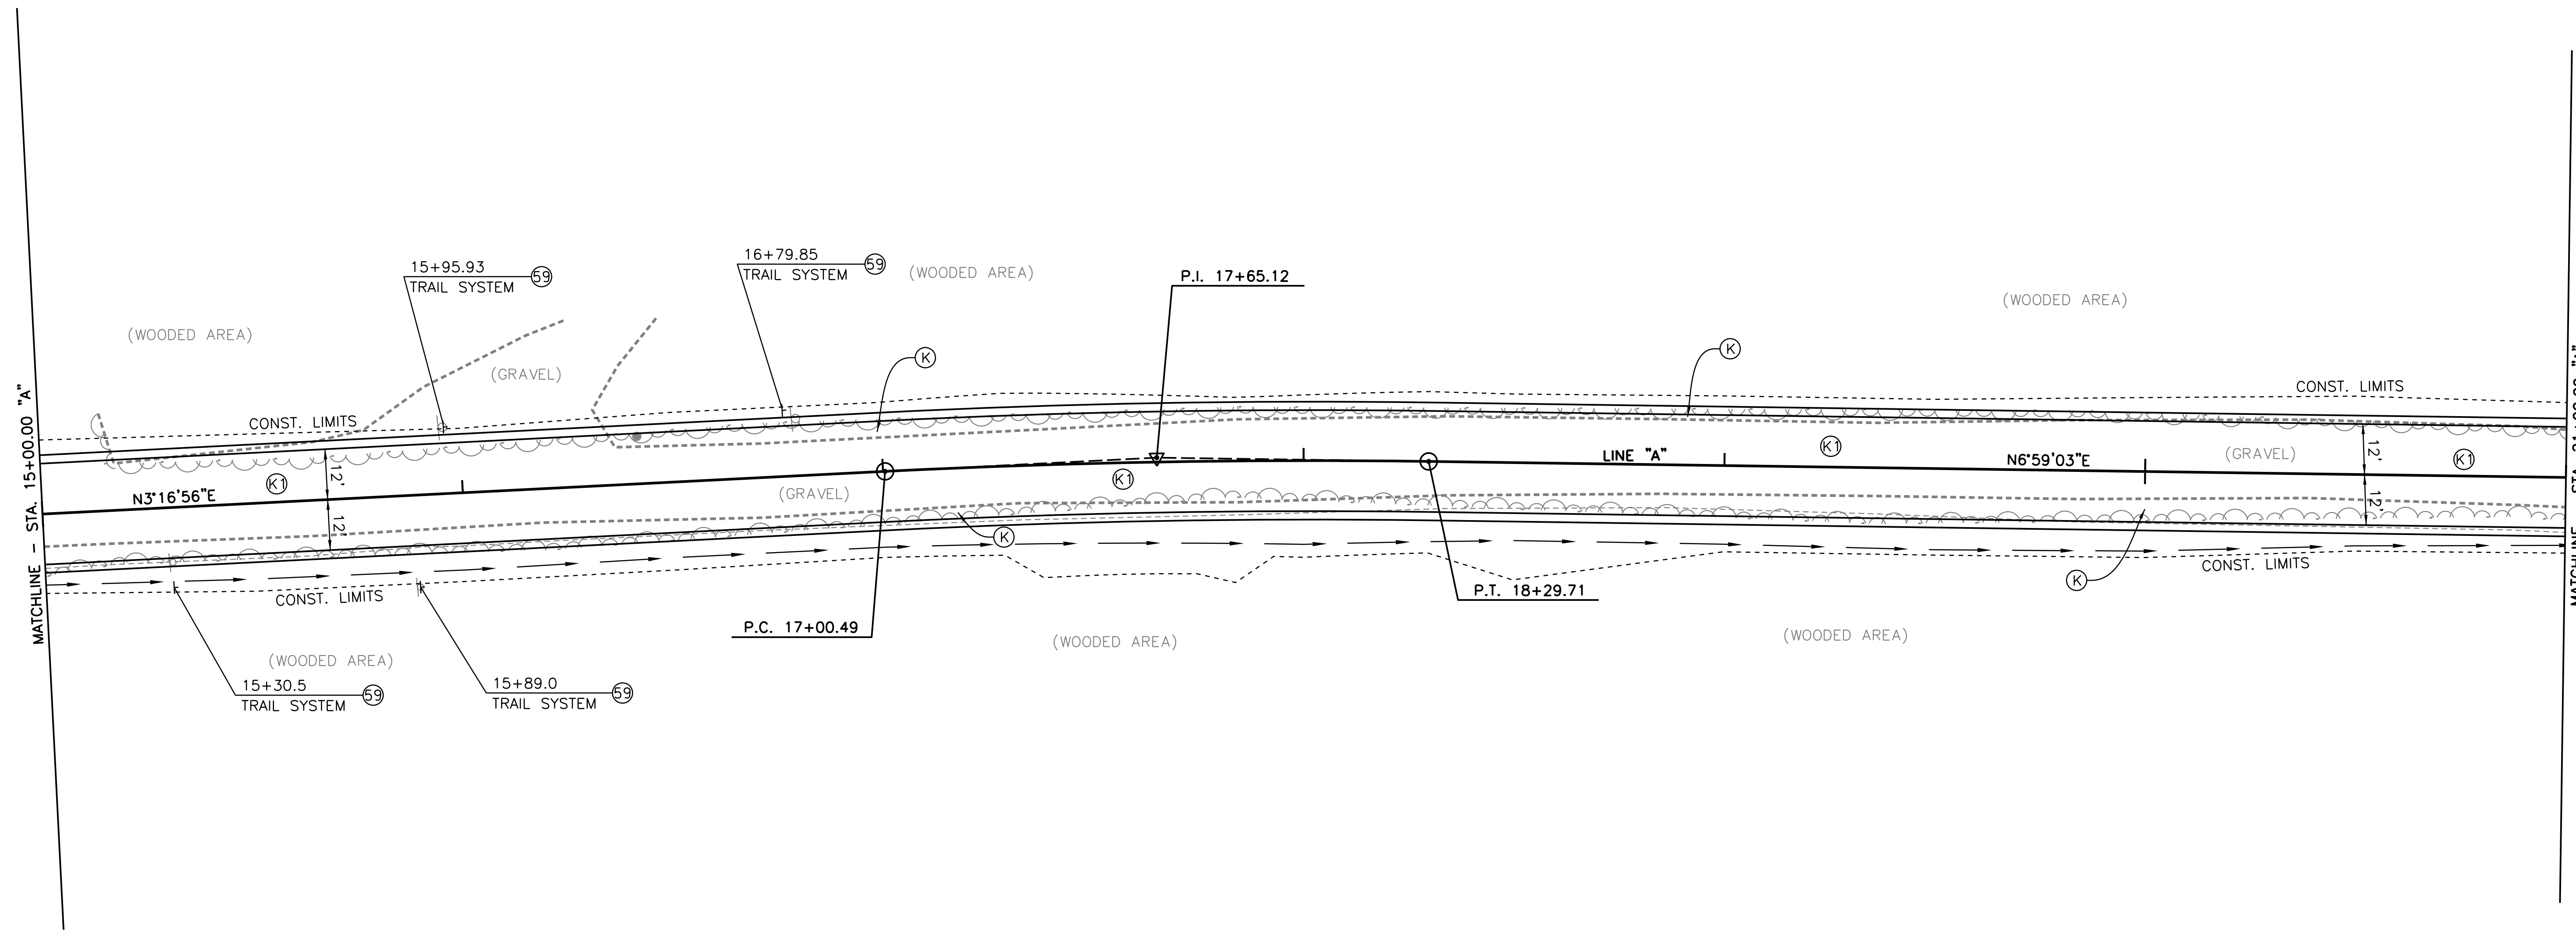 15+95.93
TRAIL SYSTEM
59
16+79.85
TRAIL SYSTEM
59
(WOODED AREA)
P.I. 17+65.12
(WOODED AREA)
(WOODED AREA)
(GRAVEL)
K
K
CONST. LIMITS
CONST. LIMITS
MATCHLINE - STA. 15+00.00 "A"
K1
12'
12'
N3°16'56"E
(GRAVEL)
K1
LINE "A"
K1
N6°59'03"E
(GRAVEL)
12'
12'
K1
MATCHLINE - STA.
K
K
CONST. LIMITS
CONST. LIMITS
P.T. 18+29.71
P.C. 17+00.49
(WOODED AREA)
(WOODED AREA)
(WOODED AREA)
15+30.5
TRAIL SYSTEM
59
15+89.0
TRAIL SYSTEM
59